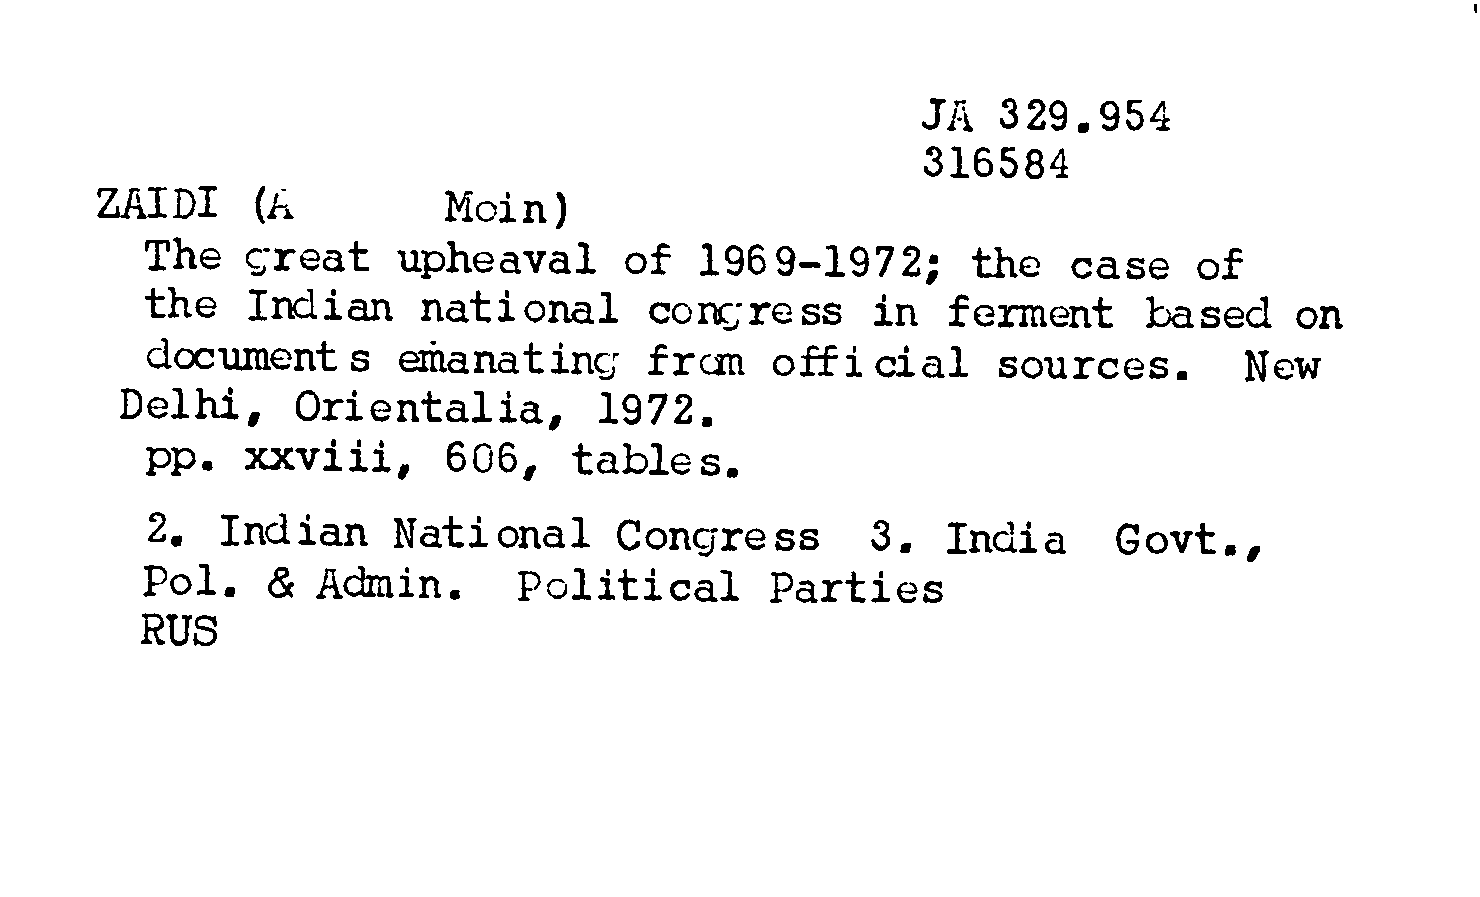 JA 329.954
316584
ZAIDI (A Moin)
The great upheaval of 1969-1972; the case of
the Indian national congress in ferment based on
documents emanating from official sources. New
Delhi, Orientalia, 1972.
pp. xxviii, 606, tables.
2. Indian National Congress 3. India Govt.,
Pol. & Admin. Political Parties
RUS